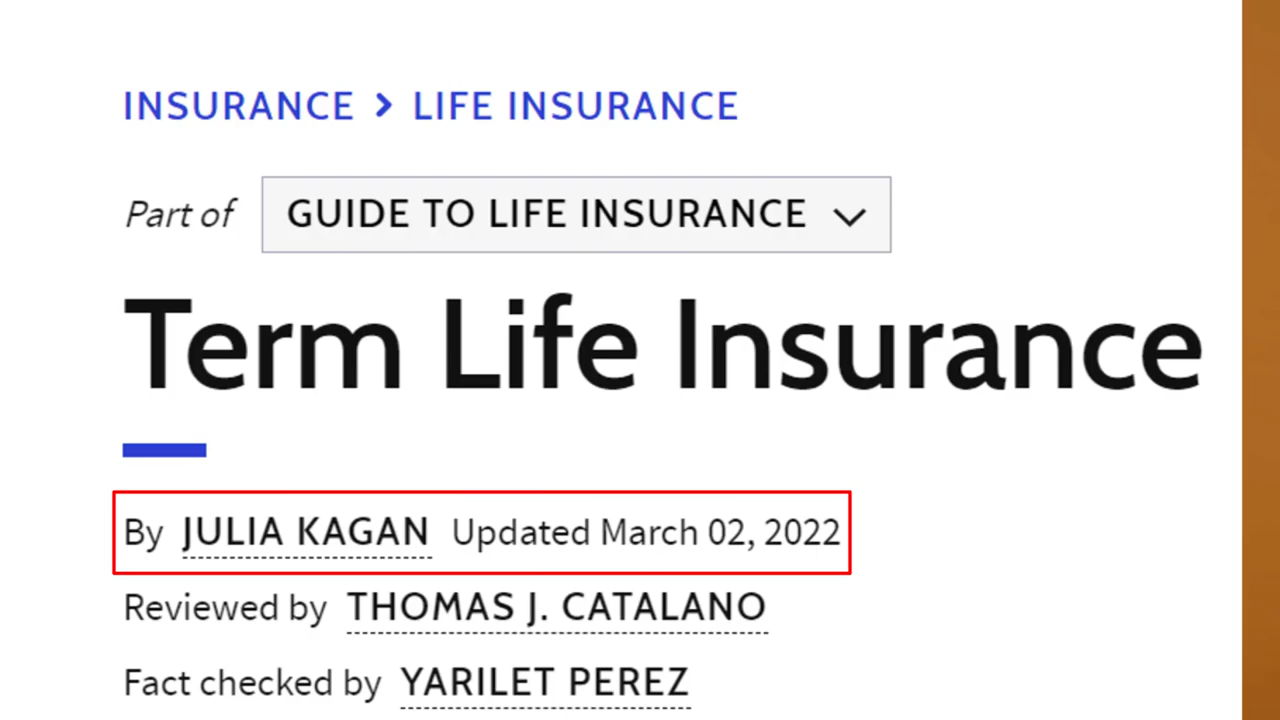 INSURANCE > LIFE INSURANCE
Part of GUIDE TO LIFE INSURANCE
Term Life Insurance
By JULIA KAGAN Updated March 02, 2022
Reviewed by THOMAS J. CATALANO
Fact checked by YARILET PEREZ